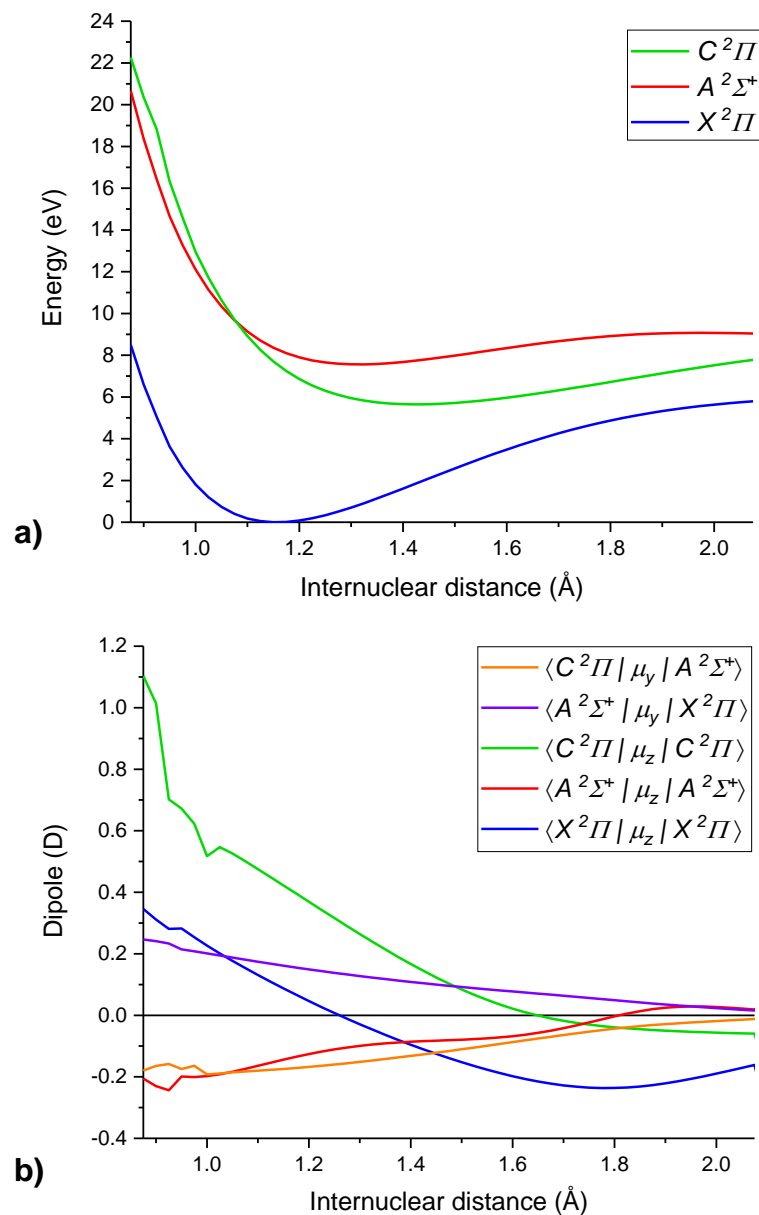 C ²Π
A ²Σ⁺
X ²Π
24
22
20
18
16
14
12
10
8
6
4
2
0
Energy (eV)
1.0 1.2 1.4 1.6 1.8 2.0
a)
Internuclear distance (Å)
⟨C ²Π | μy | A ²Σ⁺⟩
⟨A ²Σ⁺ | μy | X ²Π⟩
⟨C ²Π | μz | C ²Π⟩
⟨A ²Σ⁺ | μz | A ²Σ⁺⟩
⟨X ²Π | μz | X ²Π⟩
1.2
1.0
0.8
0.6
0.4
0.2
0.0
-0.2
-0.4
Dipole (D)
1.0 1.2 1.4 1.6 1.8 2.0
b)
Internuclear distance (Å)